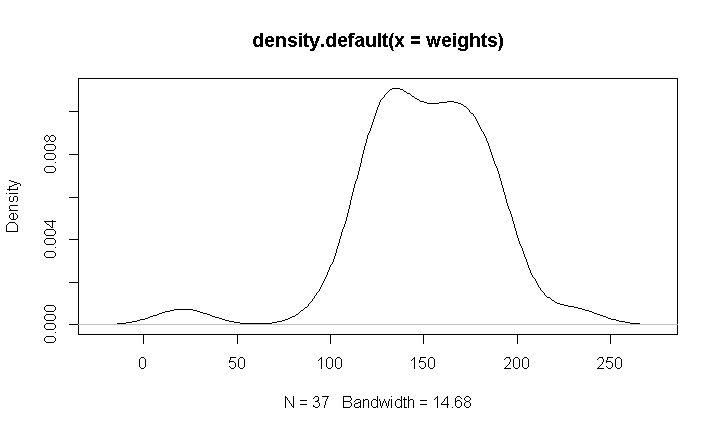 density.default(x = weights)
Density
0.008
0.004
0.000
0 50 100 150 200 250
N = 37 Bandwidth = 14.68